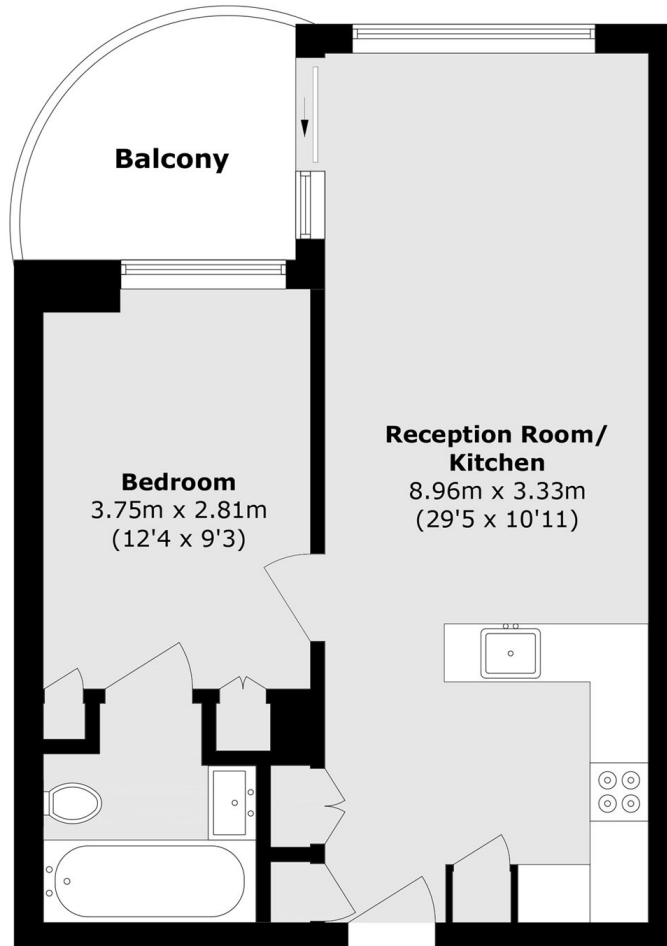 Balcony
Bedroom
3.75m x 2.81m
(12'4 x 9'3)
Reception Room/
Kitchen
8.96m x 3.33m
(29'5 x 10'11)